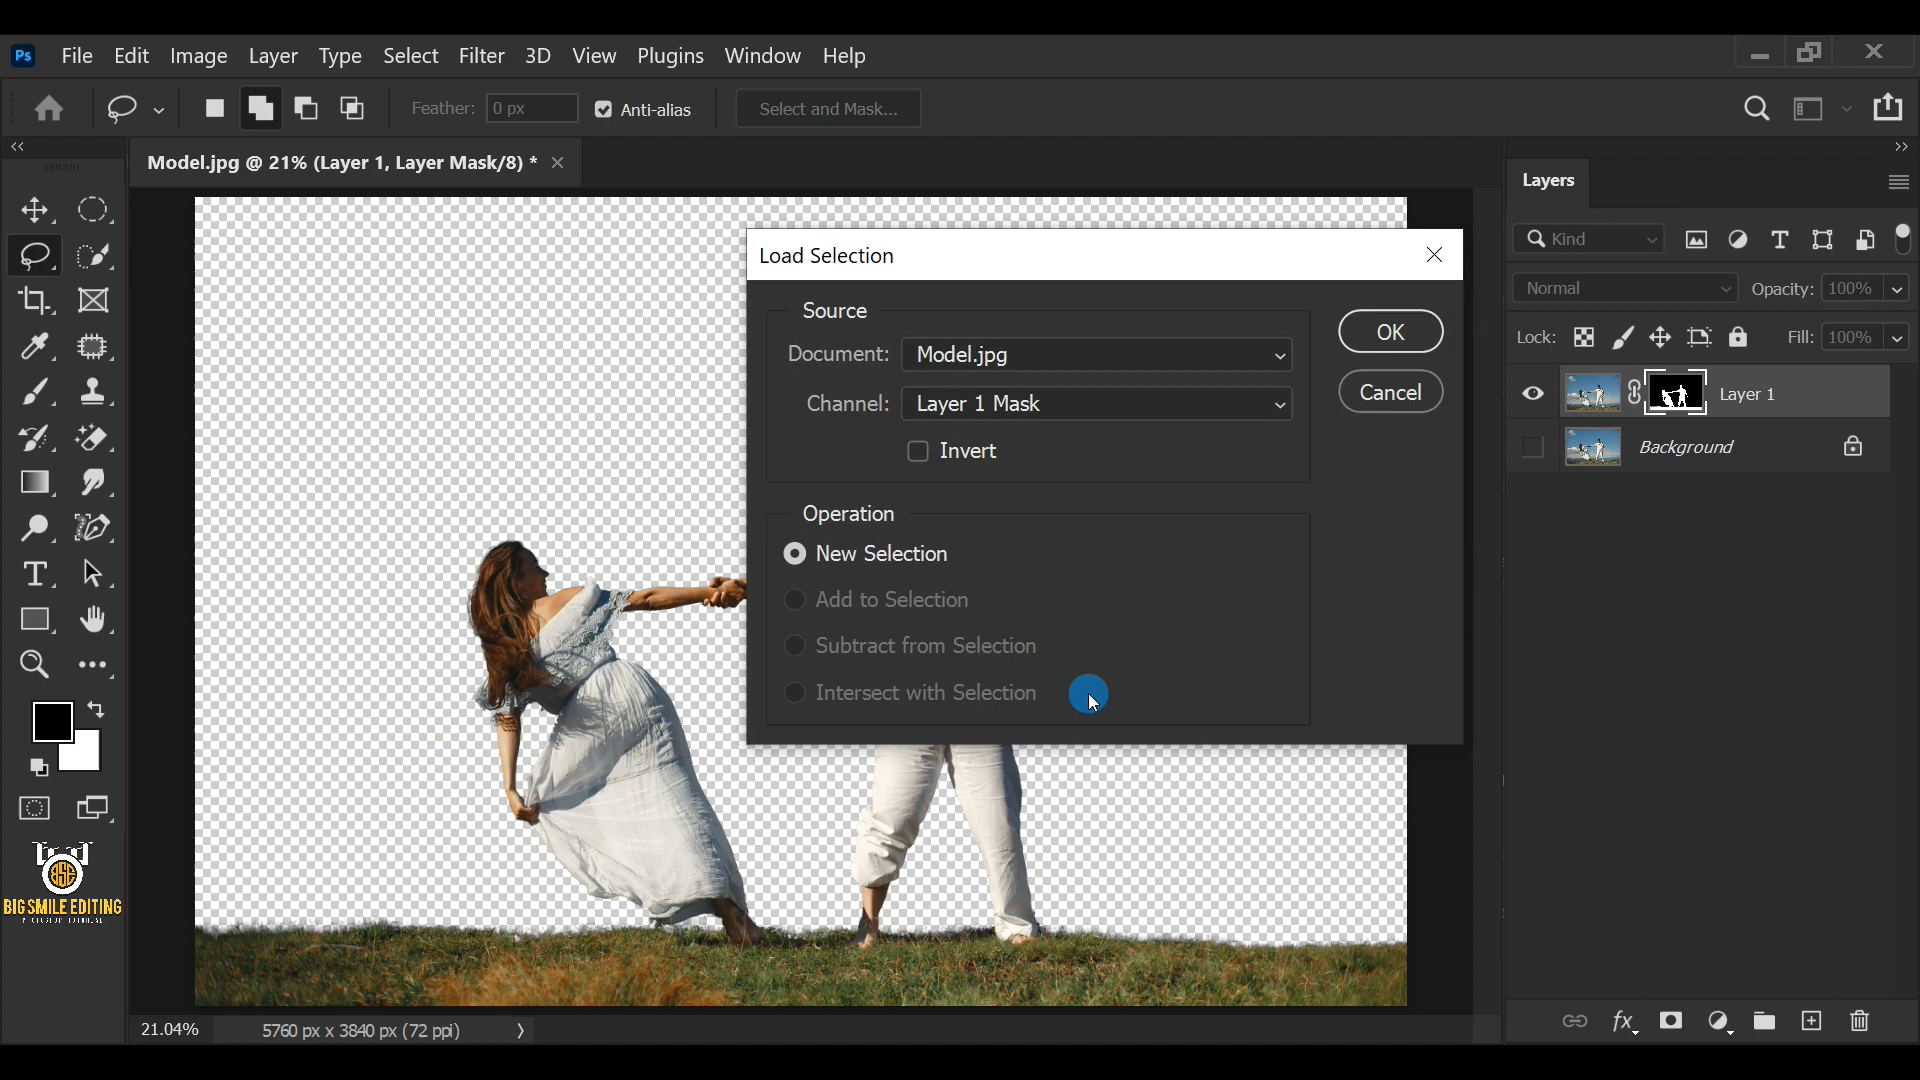 Ps File Edit Image Layer Type Select Filter 3D View Plugins Window Help
Feather: 0 px Anti-alias Select and Mask...
Model.jpg @ 21% (Layer 1, Layer Mask/8) *
Layers
Kind
Normal Opacity: 100%
Lock: Fill: 100%
Layer 1
Background
Load Selection
Source
Document: Model.jpg
Channel: Layer 1 Mask
Invert
OK
Cancel
Operation
New Selection
Add to Selection
Subtract from Selection
Intersect with Selection
BSE
BIG SMILE EDITING
21.04% 5760 px x 3840 px (72 ppi)
fx